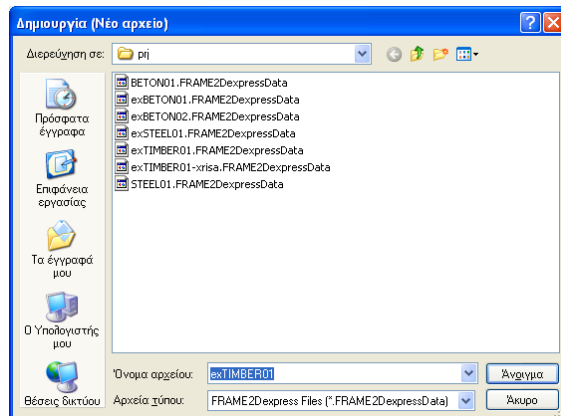 Δημιουργία (Νέο αρχείο)
Διερεύνηση σε: prj
Πρόσφατα
έγγραφα
Επιφάνεια
εργασίας
Τα έγγραφά
μου
Ο Υπολογιστής
μου
Θέσεις δικτύου
BETON01.FRAME2DexpressData
exBETON01.FRAME2DexpressData
exBETON02.FRAME2DexpressData
exSTEEL01.FRAME2DexpressData
exTIMBER01.FRAME2DexpressData
exTIMBER01-xrisa.FRAME2DexpressData
STEEL01.FRAME2DexpressData
Όνομα αρχείου: exTIMBER01 Άνοιγμα
Αρχεία τύπου: FRAME2Dexpress Files (*.FRAME2DexpressData) Άκυρο